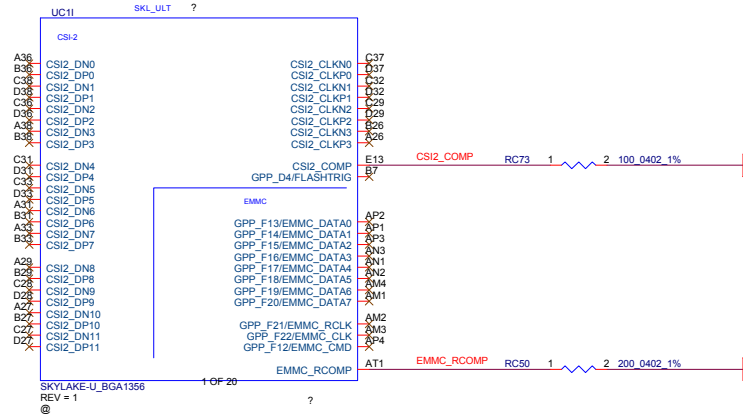 UC1I SKL_ULT ?
CSI-2
A36 CSI2_DN0 CSI2_CLKN0 C37
B36 CSI2_DP0 CSI2_CLKP0 D37
C38 CSI2_DN1 CSI2_CLKN1 C32
D38 CSI2_DP1 CSI2_CLKP1 D32
C36 CSI2_DN2 CSI2_CLKN2 C29
D36 CSI2_DP2 CSI2_CLKP2 D29
A38 CSI2_DN3 CSI2_CLKN3 B26
B38 CSI2_DP3 CSI2_CLKP3 A26
C31 CSI2_DN4 CSI2_COMP E13 CSI2_COMP RC73 1 2 100_0402_1%
D31 CSI2_DP4 GPP_D4/FLASHTRIG B7
C33 CSI2_DN5
D33 CSI2_DP5
A31 CSI2_DN6 EMMC
B31 CSI2_DP6 GPP_F13/EMMC_DATA0 AP2
A33 CSI2_DN7 GPP_F14/EMMC_DATA1 AP1
B33 CSI2_DP7 GPP_F15/EMMC_DATA2 AP3
GPP_F16/EMMC_DATA3 AN3
A29 CSI2_DN8 GPP_F17/EMMC_DATA4 AN1
B29 CSI2_DP8 GPP_F18/EMMC_DATA5 AN2
C28 CSI2_DN9 GPP_F19/EMMC_DATA6 AM4
D28 CSI2_DP9 GPP_F20/EMMC_DATA7 AM1
A27 CSI2_DN10
B27 CSI2_DP10 GPP_F21/EMMC_RCLK AM2
C27 CSI2_DN11 GPP_F22/EMMC_CLK AM3
D27 CSI2_DP11 GPP_F12/EMMC_CMD AP4
EMMC_RCOMP AT1 EMMC_RCOMP RC50 1 2 200_0402_1%
SKYLAKE-U_BGA1356 1 OF 20
REV = 1 ?
@